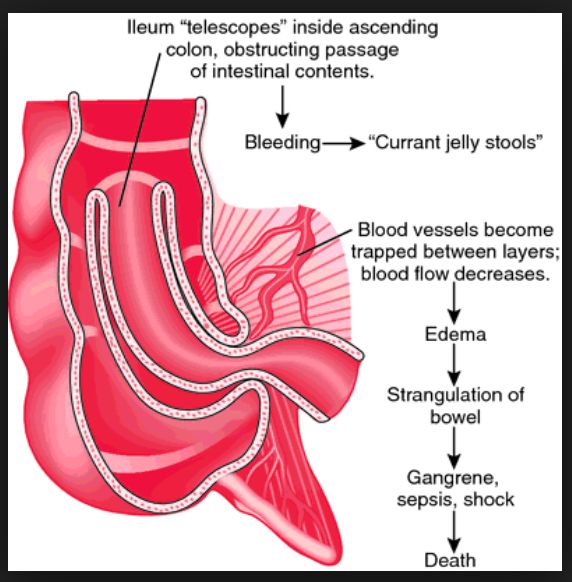 Ileum “telescopes” inside ascending
colon, obstructing passage
of intestinal contents.
Bleeding “Currant jelly stools”
Blood vessels become
trapped between layers;
blood flow decreases.
Edema
Strangulation of
bowel
Gangrene,
sepsis, shock
Death